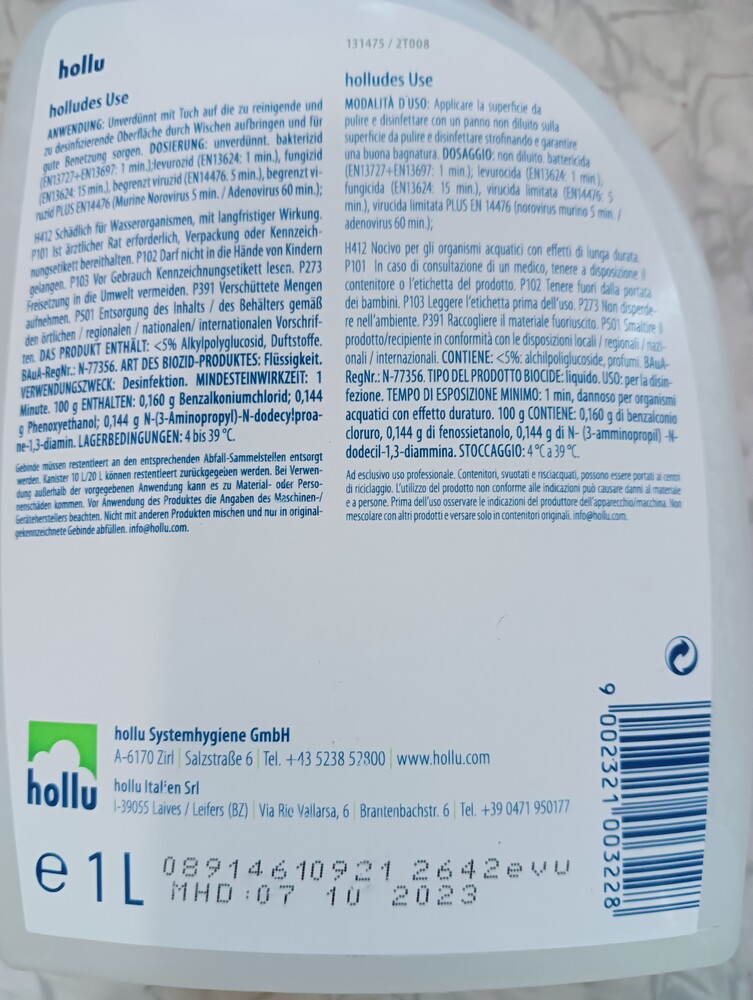 hollu
holludes Use
ANWENDUNG: Unverdünnt mit Tuch auf die zu reinigende und
zu desinfizierende Oberfläche durch Wischen aufbringen und für
gute Benetzung sorgen. DOSIERUNG: unverdünnt. bakterizid
(EN13727+EN13697: 1 min.);levurozid (EN13624: 1 min.), fungizid
(EN13624: 15 min.), begrenzt viruzid (EN14476. 5 min.), begrenzt vi-
ruzid PLUS EN14476 (Murine Norovirus 5 min. / Adenovirus 60 min.);
H412 Schädlich für Wasserorganismen, mit langfristiger Wirkung.
P101 Ist ärztlicher Rat erforderlich, Verpackung oder Kennzeich-
nungsetikett bereithalten. P102 Darf nicht in die Hände von Kindern
gelangen. P103 Vor Gebrauch Kennzeichnungsetikett lesen. P273
Freisetzung in die Umwelt vermeiden. P391 Verschüttete Mengen
aufnehmen. P501 Entsorgung des Inhalts / des Behälters gemäß
den örtlichen / regionalen / nationalen/ internationalen Vorschrif-
ten. DAS PRODUKT ENTHÄLT: <5% Alkylpolyglucosid, Duftstoffe.
BAuA-RegNr.: N-77356. ART DES BIOZID-PRODUKTES: Flüssigkeit.
VERWENDUNGSZWECK: Desinfektion. MINDESTEINWIRKZEIT: 1
Minute. 100 g ENTHALTEN: 0,160 g Benzalkoniumchlorid; 0,144
g Phenoxyethanol; 0,144 g N-(3-Aminopropyl)-N-dodecylproa-
ne-1,3-diamin. LAGERBEDINGUNGEN: 4 bis 39 °C.
Gebinde müssen restentleert an den entsprechenden Abfall-Sammelstellen entsorgt
werden. Kanister 10 L/20 L können restentleert zurückgegeben werden. Bei Verwen-
dung außerhalb der vorgegebenen Anwendung kann es zu Material- oder Perso-
nenschäden kommen. Vor Anwendung des Produktes die Angaben des Maschinen-/
Geräteherstellers beachten. Nicht mit anderen Produkten mischen und nur in original-
gekennzeichnete Gebinde abfüllen. info@hollu.com.
131475 / 2T008
holludes Use
MODALITÀ D'USO: Applicare la superficie da
pulire e disinfettare con un panno non diluito sulla
superficie da pulire e disinfettare strofinando e garantire
una buona bagnatura. DOSAGGIO: non diluito. battericida
(EN13727+EN13697: 1 min.); levurocida (EN13624: 1 min.),
fungicida (EN13624: 15 min.), virucida limitata (EN14476: 5
min.), virucida limitata PLUS EN 14476 (norovirus murino 5 min. /
adenovirus 60 min.);
H412 Nocivo per gli organismi acquatici con effetti di lunga durata.
P101 In caso di consultazione di un medico, tenere a disposizione il
contenitore o l'etichetta del prodotto. P102 Tenere fuori dalla portata
dei bambini. P103 Leggere l'etichetta prima dell'uso. P273 Non disperde-
re nell'ambiente. P391 Raccogliere il materiale fuoriuscito. P501 Smaltire il
prodotto/recipiente in conformità con le disposizioni locali / regionali / nazi-
onali / internazionali. CONTIENE: <5%: alchilpoliglucoside, profumi. BAuA-
RegNr.: N-77356. TIPO DEL PRODOTTO BIOCIDE: liquido. USO: per la disin-
fezione. TEMPO DI ESPOSIZIONE MINIMO: 1 min, dannoso per organismi
acquatici con effetto duraturo. 100 g CONTIENE: 0,160 g di benzalconio
cloruro, 0,144 g di fenossietanolo, 0,144 g di N- (3-amminopropil) -N-
dodecil-1,3-diammina. STOCCAGGIO: 4 °C a 39 °C.
Ad esclusivo uso professionale. Contenitori, svuotati e risciacquati, possono essere portati ai centri
di riciclaggio. L'utilizzo del prodotto non conforme alle indicazioni può causare danni al materiale
e a persone. Prima dell'uso osservare le indicazioni del produttore dell'apparecchio/macchina. Non
mescolare con altri prodotti e versare solo in contenitori originali. info@hollu.com.
hollu
hollu Systemhygiene GmbH
A-6170 Zirl | Salzstraße 6 | Tel. +43 5238 52800 | www.hollu.com
hollu Italien Srl
I-39055 Laives / Leifers (BZ) | Via Rio Vallarsa, 6 | Brantenbachstr. 6 | Tel. +39 0471 950177
e 1 L
08914610921 2642evu
MHD:07 10 2023
9 002321 003228